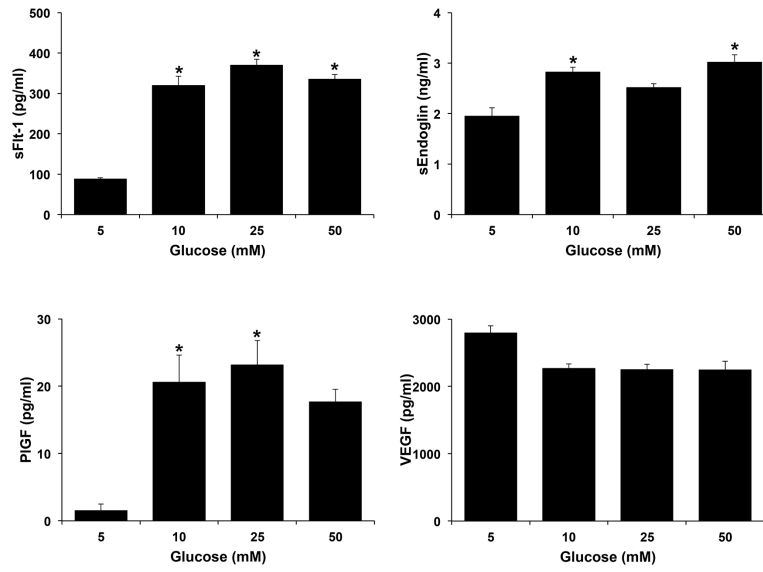 500
400
300
200
100
0
sFlt-1 (pg/ml)
*
*
*
5 10 25 50
Glucose (mM)
4
3
2
1
0
sEndoglin (ng/ml)
*
*
5 10 25 50
Glucose (mM)
30
20
10
0
PlGF (pg/ml)
*
*
5 10 25 50
Glucose (mM)
3000
2000
1000
0
VEGF (pg/ml)
5 10 25 50
Glucose (mM)